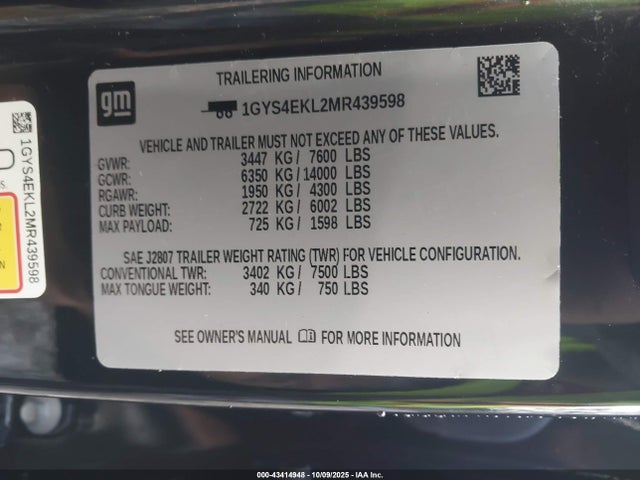 TRAILERING INFORMATION
gm
1GYS4EKL2MR439598
VEHICLE AND TRAILER MUST NOT EXCEED ANY OF THESE VALUES.
GVWR: 3447 KG / 7600 LBS
GCWR: 6350 KG / 14000 LBS
RGAWR: 1950 KG / 4300 LBS
CURB WEIGHT: 2722 KG / 6002 LBS
MAX PAYLOAD: 725 KG / 1598 LBS
SAE J2807 TRAILER WEIGHT RATING (TWR) FOR VEHICLE CONFIGURATION.
CONVENTIONAL TWR: 3402 KG / 7500 LBS
MAX TONGUE WEIGHT: 340 KG / 750 LBS
SEE OWNER'S MANUAL FOR MORE INFORMATION
1GYS4EKL2MR439598
000-43414948 - 10/09/2025 - IAA Inc.